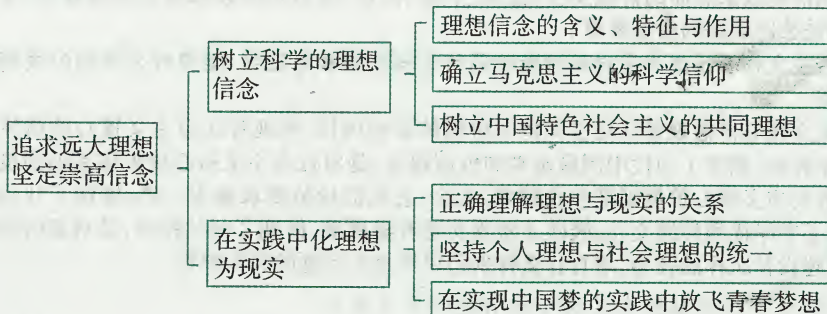 追求远大理想
坚定崇高信念
树立科学的理想
信念
理想信念的含义、特征与作用
确立马克思主义的科学信仰
树立中国特色社会主义的共同理想
在实践中化理想
为现实
正确理解理想与现实的关系
坚持个人理想与社会理想的统一
在实现中国梦的实践中放飞青春梦想